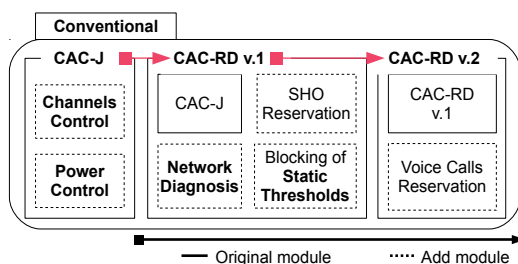 Conventional
CAC-J
CAC-RD v.1
CAC-RD v.2
Channels
Control
Power
Control
CAC-J
SHO
Reservation
Network
Diagnosis
Blocking of
Static
Thresholds
CAC-RD
v.1
Voice Calls
Reservation
Original module
Add module